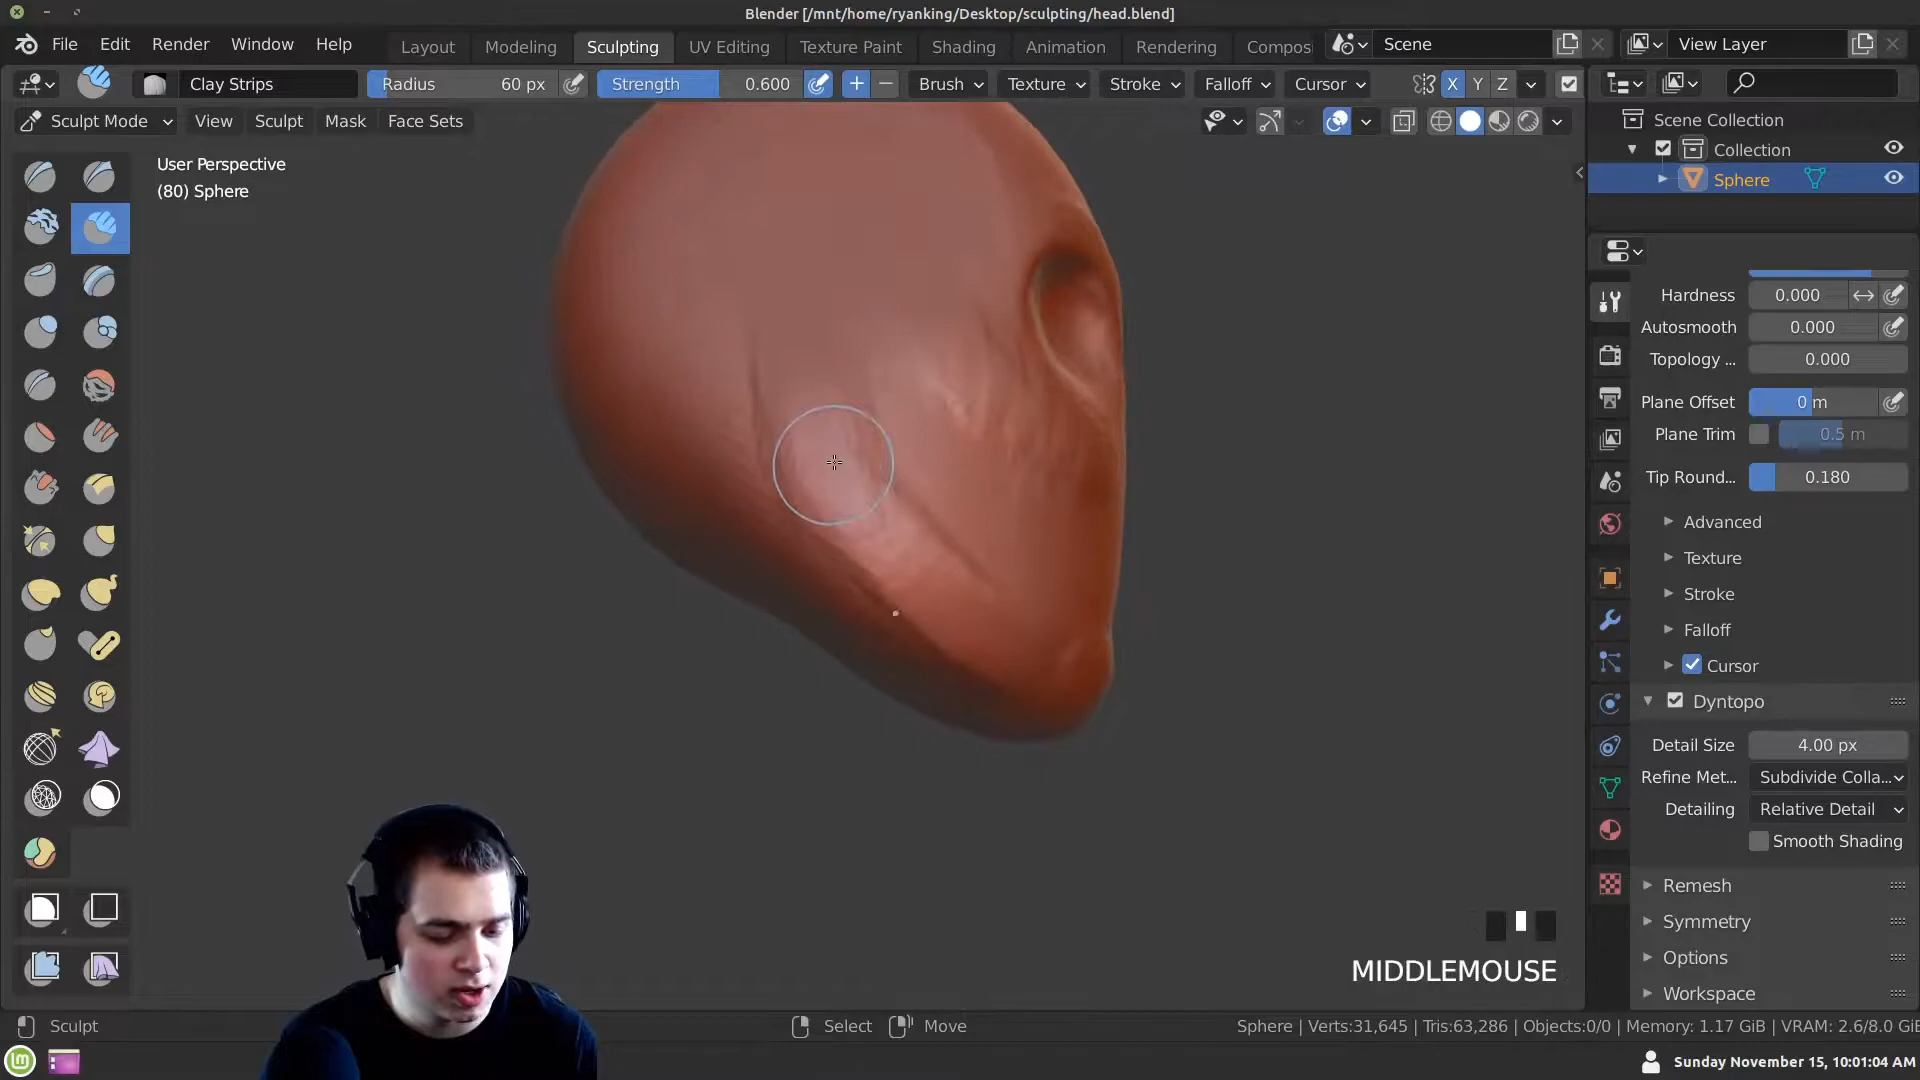 Blender [/mnt/home/ryanking/Desktop/sculpting/head.blend]
File Edit Render Window Help Layout Modeling Sculpting UV Editing Texture Paint Shading Animation Rendering Compos Scene View Layer
Clay Strips Radius 60 px Strength 0.600 Brush Texture Stroke Falloff Cursor X Y Z
Sculpt Mode View Sculpt Mask Face Sets
Scene Collection
Collection
Sphere
User Perspective
(80) Sphere
Hardness 0.000
Autosmooth 0.000
Topology ... 0.000
Plane Offset 0 m
Plane Trim 0.5 m
Tip Round... 0.180
Advanced
Texture
Stroke
Falloff
Cursor
Dyntopo
Detail Size 4.00 px
Refine Met... Subdivide Colla...
Detailing Relative Detail
Smooth Shading
Remesh
Symmetry
Options
Workspace
MIDDLEMOUSE
Sculpt Select Move Sphere | Verts:31,645 | Tris:63,286 | Objects:0/0 | Memory: 1.17 GiB | VRAM: 2.6/8.0 G
Sunday November 15, 10:01:04 AM